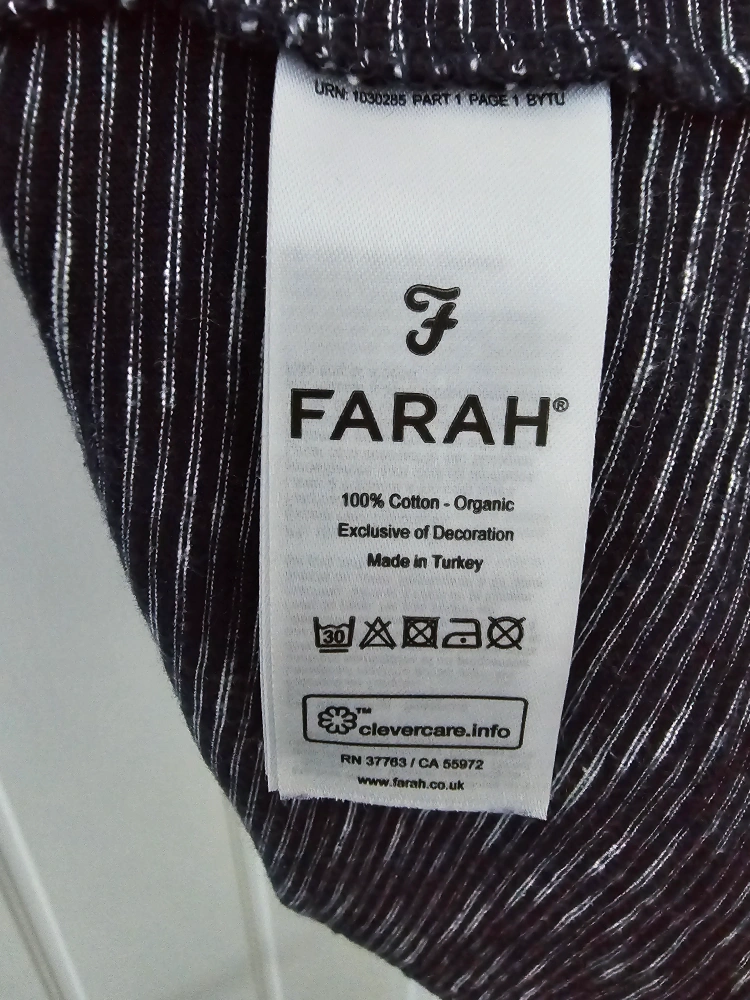 URN: 1030285 PART 1 PAGE 1 BYTU
F
FARAH®
100% Cotton - Organic
Exclusive of Decoration
Made in Turkey
30
™
clevercare.info
RN 37763 / CA 55972
www.farah.co.uk